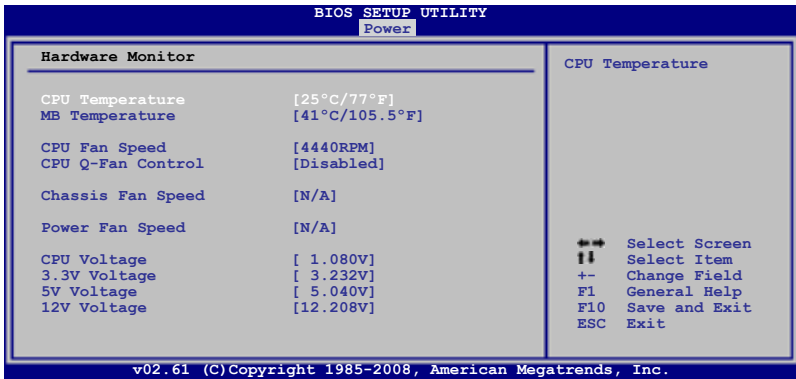 BIOS SETUP UTILITY
Power
Hardware Monitor
CPU Temperature [25°C/77°F]
MB Temperature [41°C/105.5°F]
CPU Fan Speed [4440RPM]
CPU Q-Fan Control [Disabled]
Chassis Fan Speed [N/A]
Power Fan Speed [N/A]
CPU Voltage [ 1.080V]
3.3V Voltage [ 3.232V]
5V Voltage [ 5.040V]
12V Voltage [12.208V]
CPU Temperature
←→ Select Screen
↑↓ Select Item
+- Change Field
F1 General Help
F10 Save and Exit
ESC Exit
v02.61 (C)Copyright 1985-2008, American Megatrends, Inc.